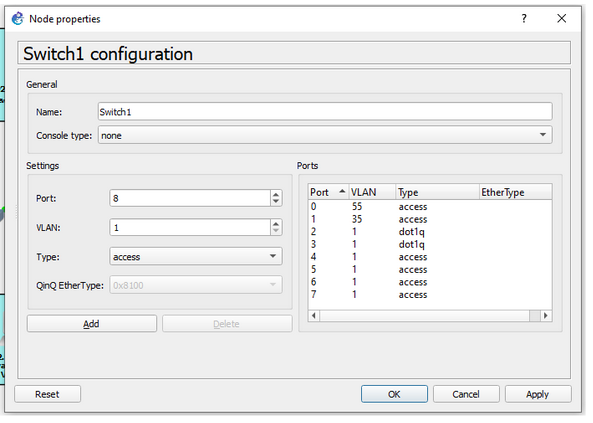 Node properties
?
Switch1 configuration
General
Name: Switch1
Console type: none
Settings
Port: 8
VLAN: 1
Type: access
QinQ EtherType: 0x8100
Add Delete
Ports
Port VLAN Type EtherType
0 55 access
1 35 access
2 1 dot1q
3 1 dot1q
4 1 access
5 1 access
6 1 access
7 1 access
Reset OK Cancel Apply